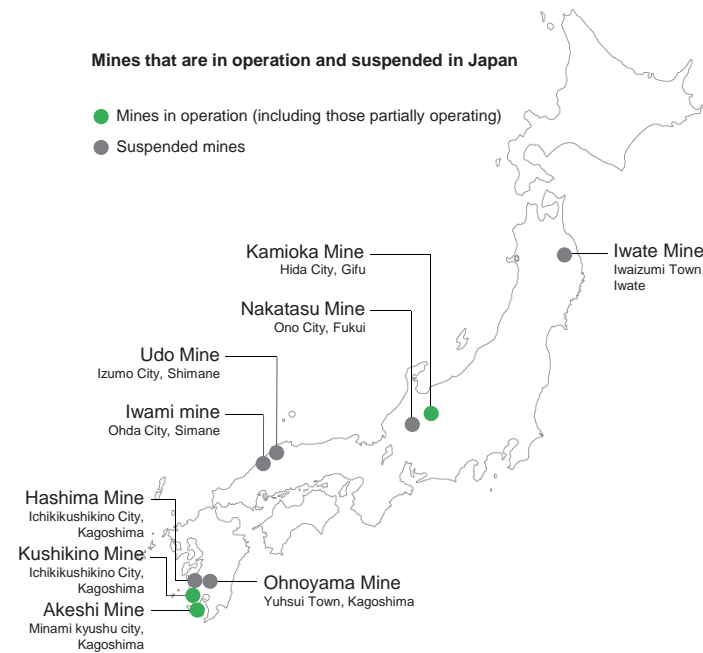 Mines that are in operation and suspended in Japan
Mines in operation (including those partially operating)
Suspended mines
Kamioka Mine
Hida City, Gifu
Iwate Mine
Iwaizumi Town,
Iwate
Nakatasu Mine
Ono City, Fukui
Udo Mine
Izumo City, Shimane
Iwami mine
Ohda City, Simane
Hashima Mine
Ichikikushikino City,
Kagoshima
Kushikino Mine
Ichikikushikino City,
Kagoshima
Ohnoyama Mine
Yuhsui Town, Kagoshima
Akeshi Mine
Minami kyushu city,
Kagoshima